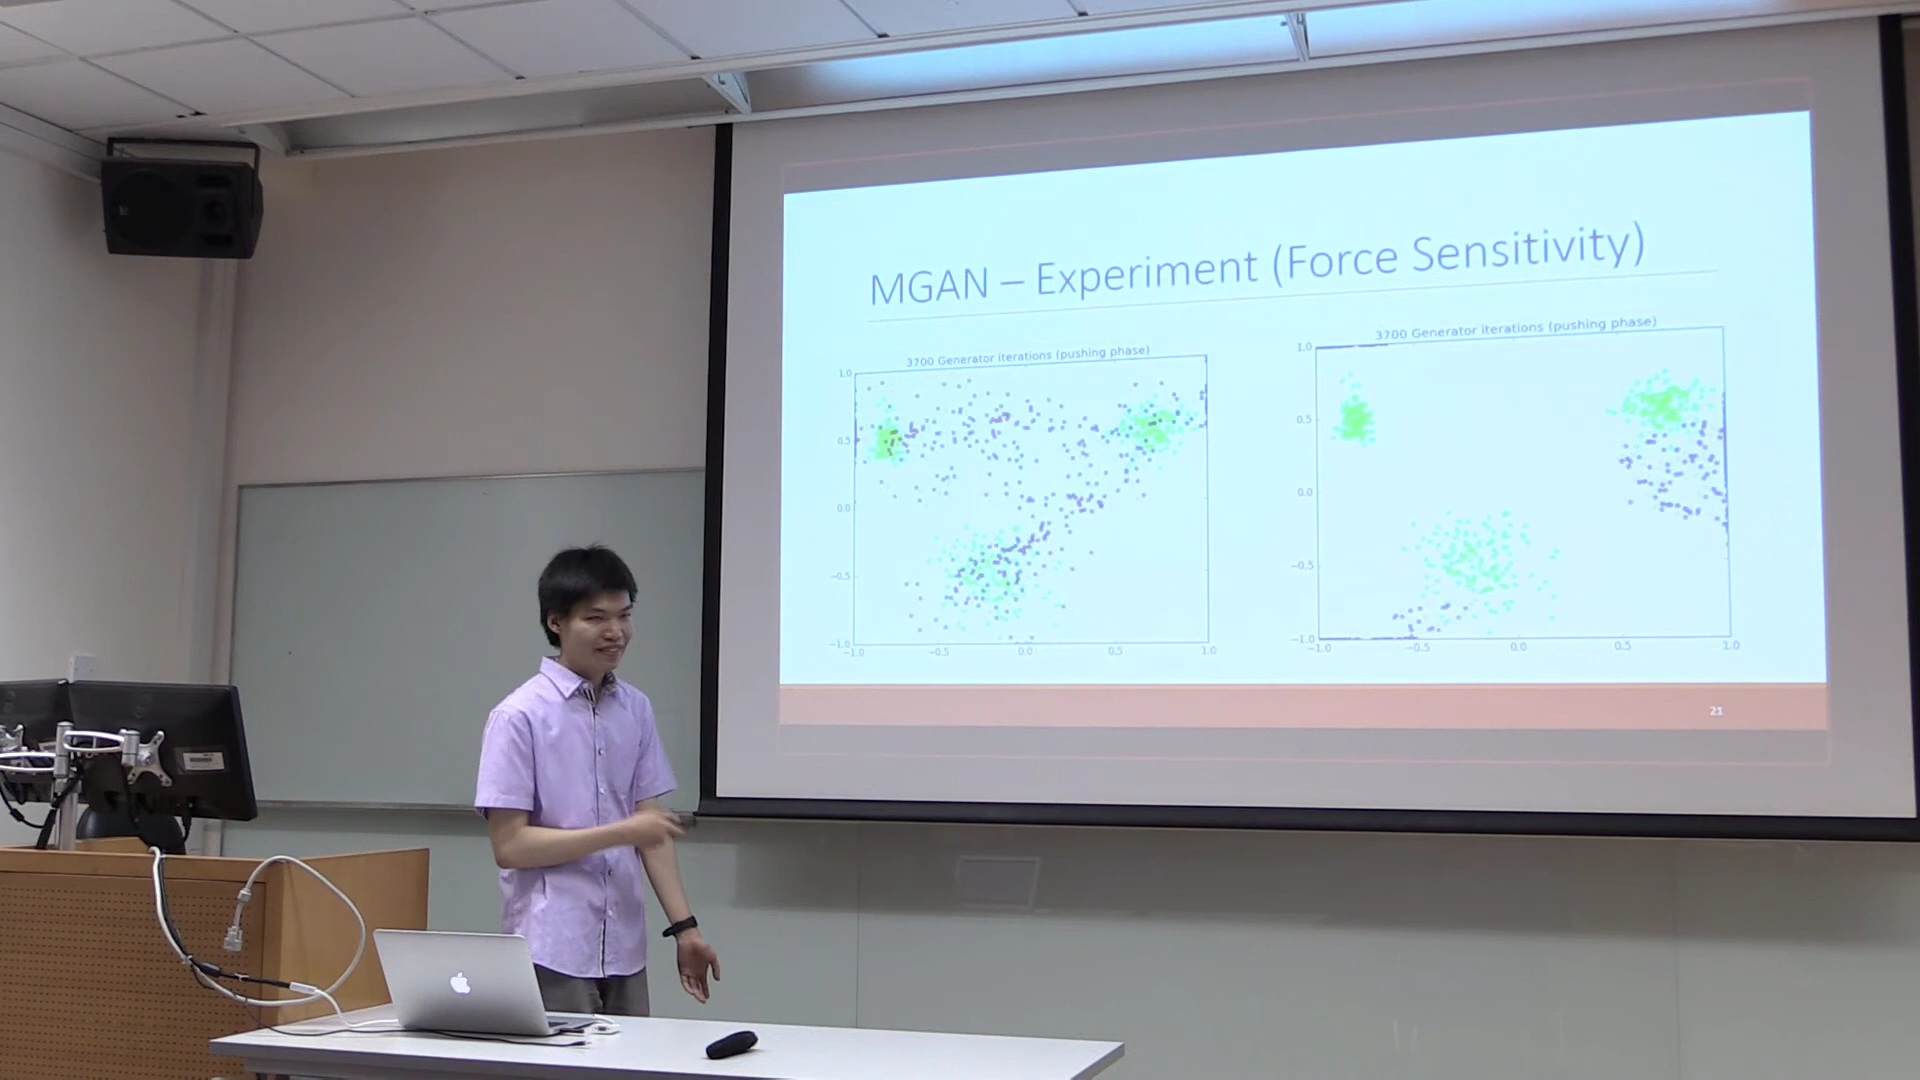 MGAN – Experiment (Force Sensitivity)
3700 Generator iterations (pushing phase)
1.0
0.5
0.0
−0.5
−1.0
−1.0 −0.5 0.0 0.5 1.0
3700 Generator iterations (pushing phase)
1.0
0.5
0.0
−0.5
−1.0
−1.0 −0.5 0.0 0.5 1.0
21